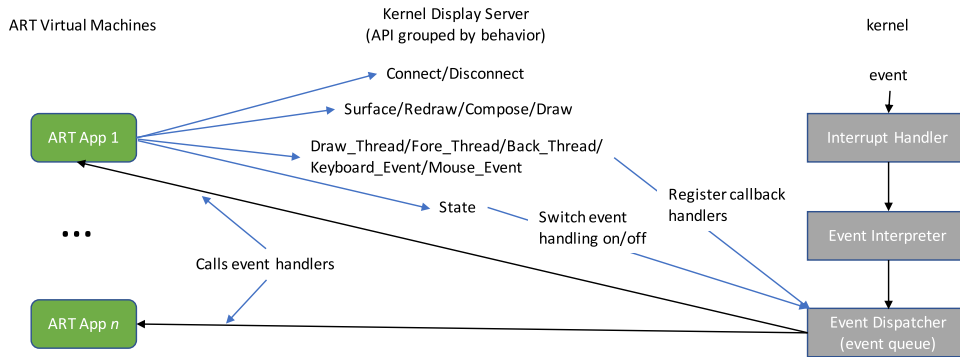 ART Virtual Machines
Kernel Display Server
(API grouped by behavior)
kernel
Connect/Disconnect
event
Surface/Redraw/Compose/Draw
ART App 1
Interrupt Handler
Draw_Thread/Fore_Thread/Back_Thread/
Keyboard_Event/Mouse_Event
Register callback
handlers
State
Switch event
handling on/off
Event Interpreter
...
Calls event handlers
ART App n
Event Dispatcher
(event queue)